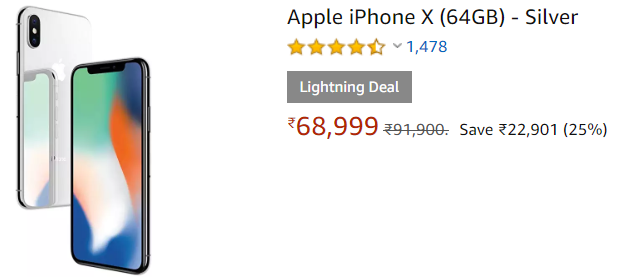 Apple iPhone X (64GB) - Silver
1,478
Lightning Deal
₹68,999 ₹91,900. Save ₹22,901 (25%)